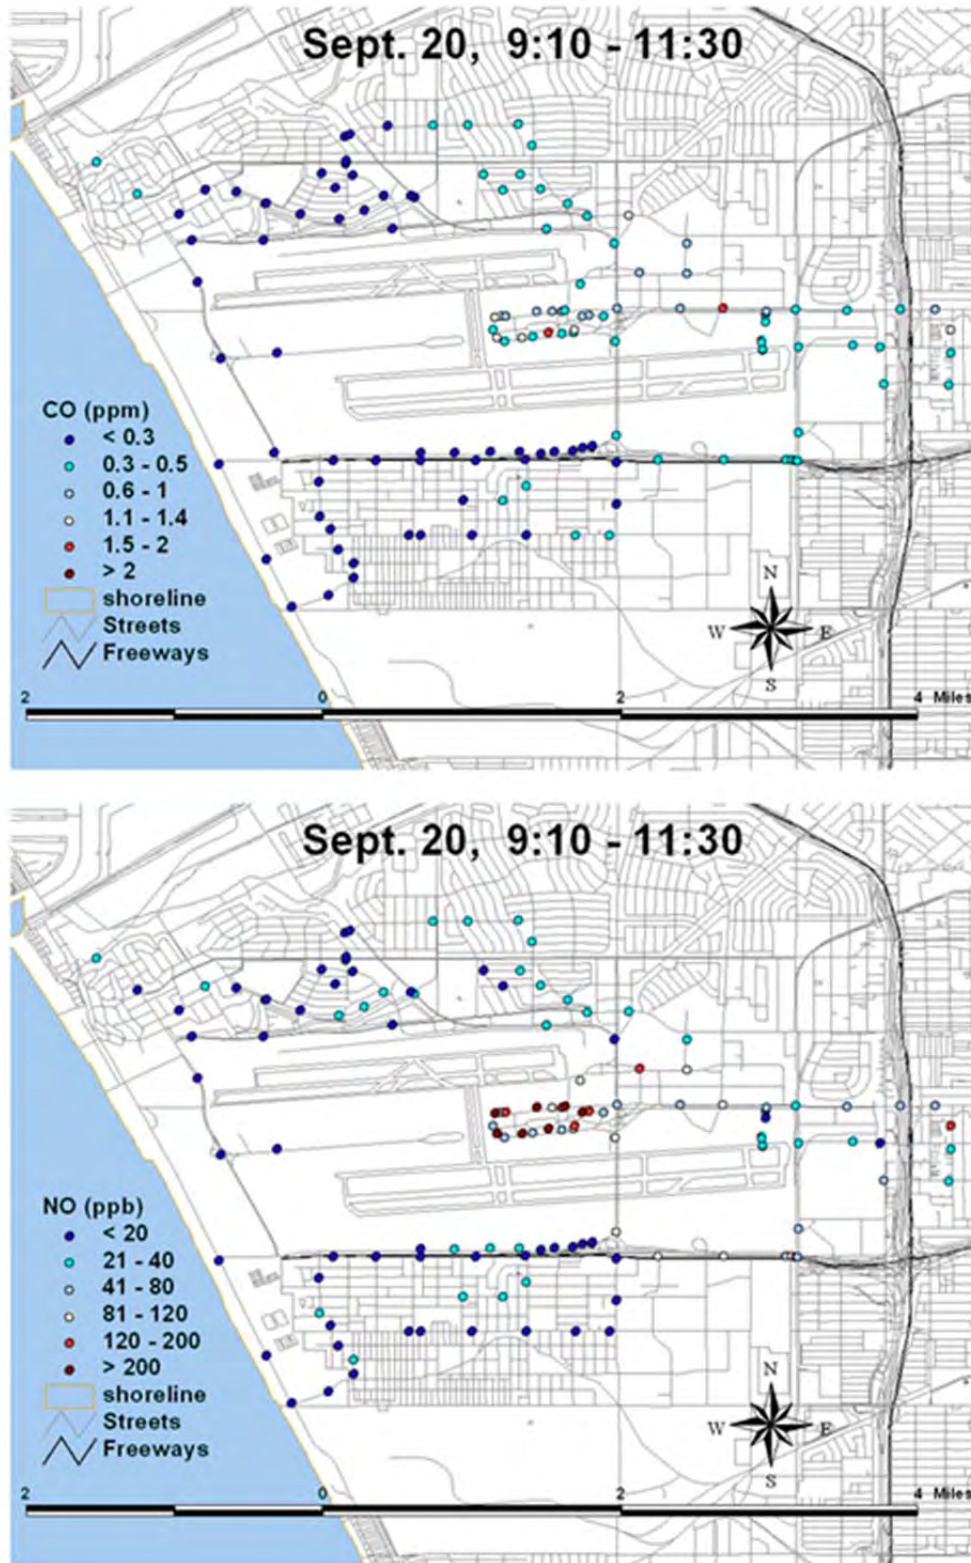 Sept. 20, 9:10 - 11:30
CO (ppm)
< 0.3
0.3 - 0.5
0.6 - 1
1.1 - 1.4
1.5 - 2
> 2
shoreline
Streets
Freeways
N
W E
S
2 0 2 4 Miles
Sept. 20, 9:10 - 11:30
NO (ppb)
< 20
21 - 40
41 - 80
81 - 120
120 - 200
> 200
shoreline
Streets
Freeways
N
W E
S
2 0 2 4 Miles